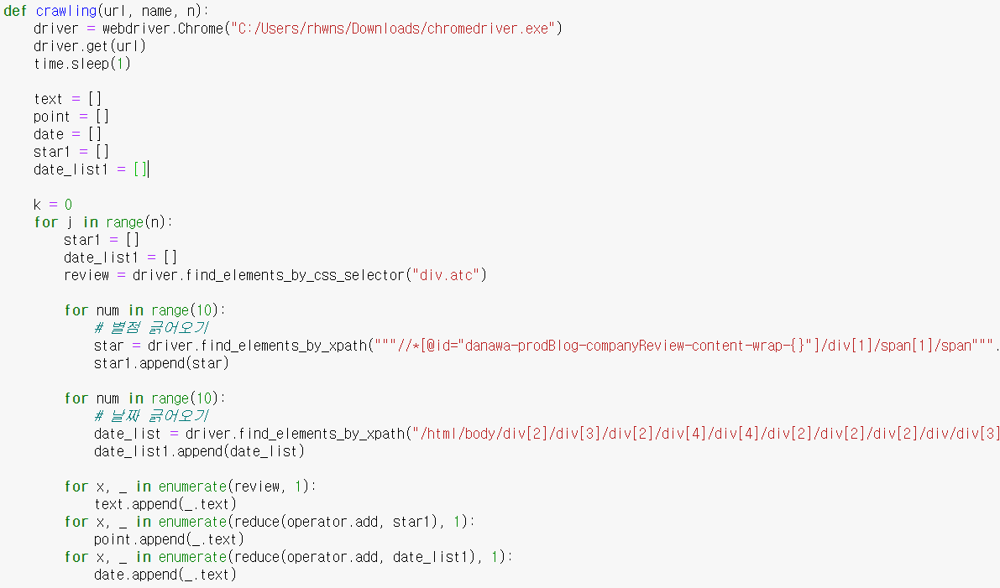 def crawling(url, name, n):
    driver = webdriver.Chrome("C:/Users/rhwns/Downloads/chromedriver.exe")
    driver.get(url)
    time.sleep(1)

    text = []
    point = []
    date = []
    star1 = []
    date_list1 = []

    k = 0
    for j in range(n):
        star1 = []
        date_list1 = []
        review = driver.find_elements_by_css_selector("div.atc")

        for num in range(10):
            # 별점 긁어오기
            star = driver.find_elements_by_xpath("""//*[@id="danawa-prodBlog-companyReview-content-wrap-{}"]/div[1]/span[1]/span""".
            star1.append(star)

        for num in range(10):
            # 날짜 긁어오기
            date_list = driver.find_elements_by_xpath("/html/body/div[2]/div[3]/div[2]/div[4]/div[4]/div[2]/div[2]/div[2]/div/div[3]
            date_list1.append(date_list)

        for x, _ in enumerate(review, 1):
            text.append(_.text)
        for x, _ in enumerate(reduce(operator.add, star1), 1):
            point.append(_.text)
        for x, _ in enumerate(reduce(operator.add, date_list1), 1):
            date.append(_.text)